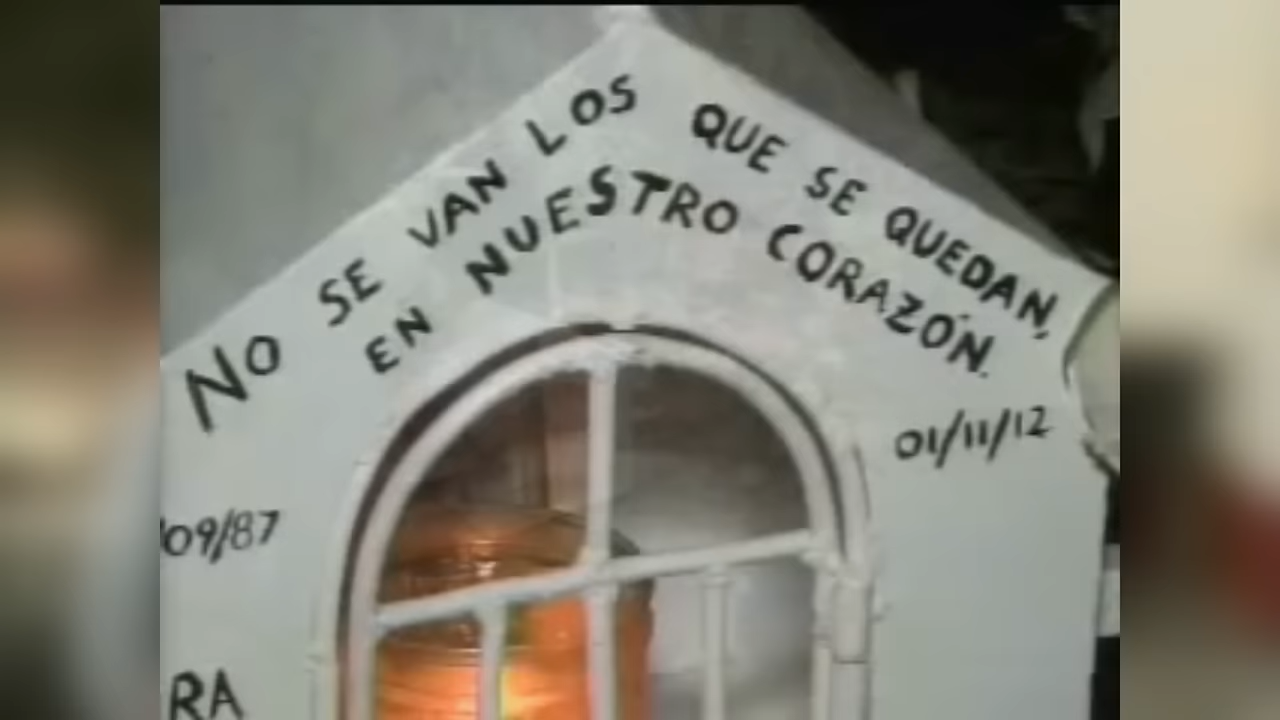 NO SE VAN LOS QUE SE QUEDAN,
EN NUESTRO CORAZÓN.
01/11/12
/09/87
RA